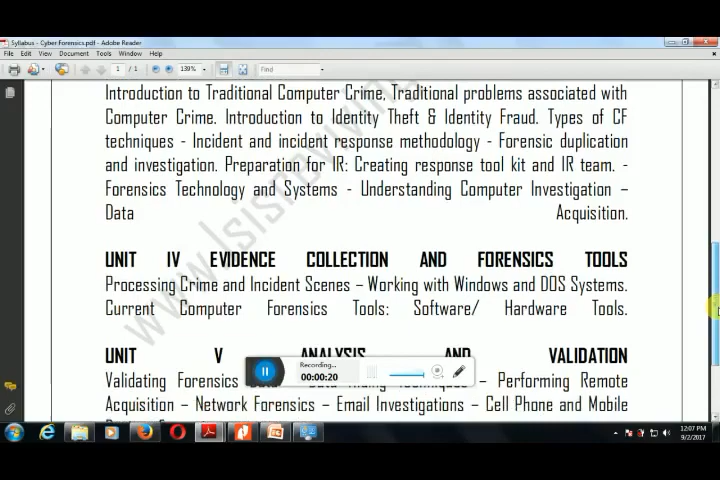 Syllabus - Cyber Forensics.pdf - Adobe Reader
File Edit View Document Tools Window Help
1 / 1 139% Find
Introduction to Traditional Computer Crime, Traditional problems associated with
Computer Crime. Introduction to Identity Theft & Identity Fraud. Types of CF
techniques - Incident and incident response methodology - Forensic duplication
and investigation. Preparation for IR: Creating response tool kit and IR team. -
Forensics Technology and Systems - Understanding Computer Investigation –
Data Acquisition.
UNIT IV EVIDENCE COLLECTION AND FORENSICS TOOLS
Processing Crime and Incident Scenes – Working with Windows and DOS Systems.
Current Computer Forensics Tools: Software/ Hardware Tools.
UNIT V ANALYSIS AND VALIDATION
Validating Forensics – Performing Remote
Recording...
00:00:20
Acquisition – Network Forensics – Email Investigations – Cell Phone and Mobile
12:07 PM
9/2/2017